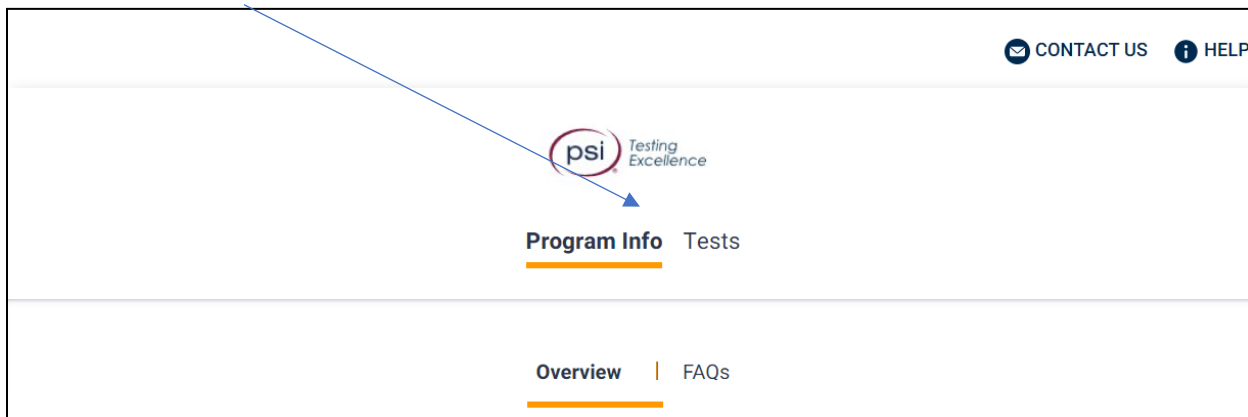 CONTACT US HELP
psi Testing
Excellence
Program Info Tests
Overview | FAQs